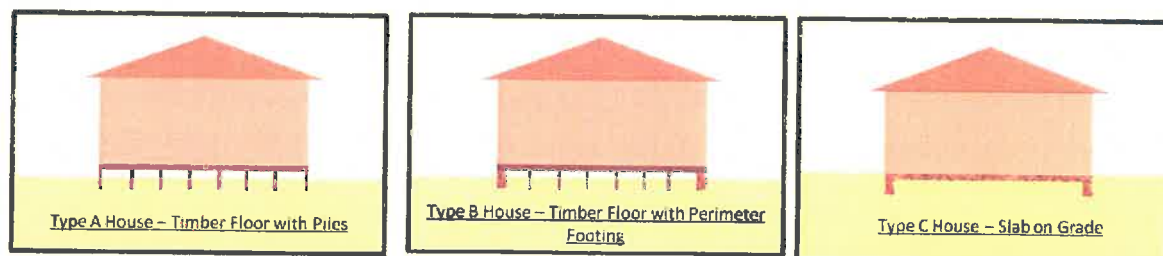 Type A House – Timber Floor with Piles
Type B House – Timber Floor with Perimeter
Footing
Type C House – Slab on Grade